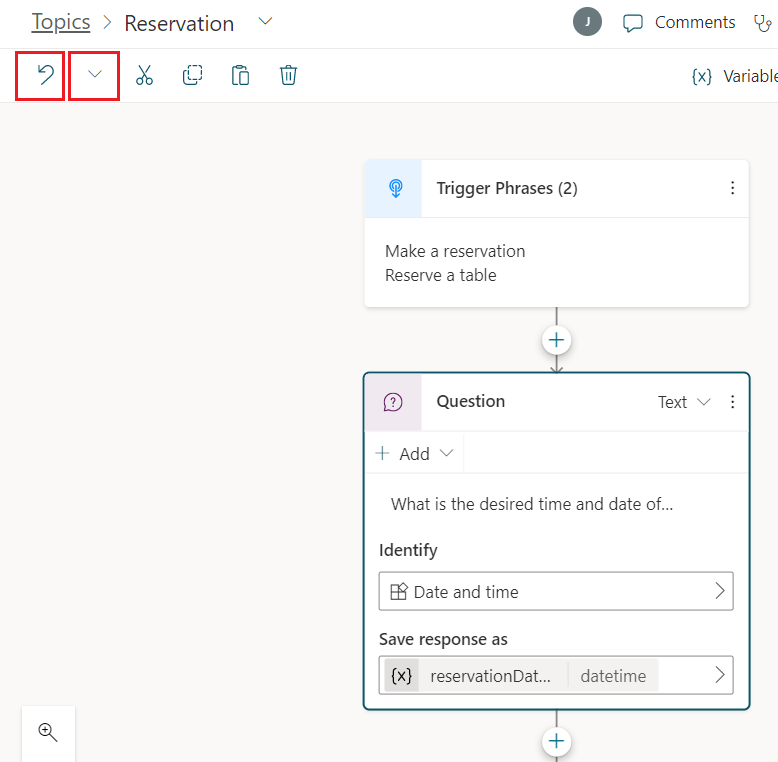 Topics > Reservation
J
Comments
{x} Variable
Trigger Phrases (2)
Make a reservation
Reserve a table
Question
Text
+ Add
What is the desired time and date of...
Identify
Date and time
Save response as
{x} reservationDat... datetime